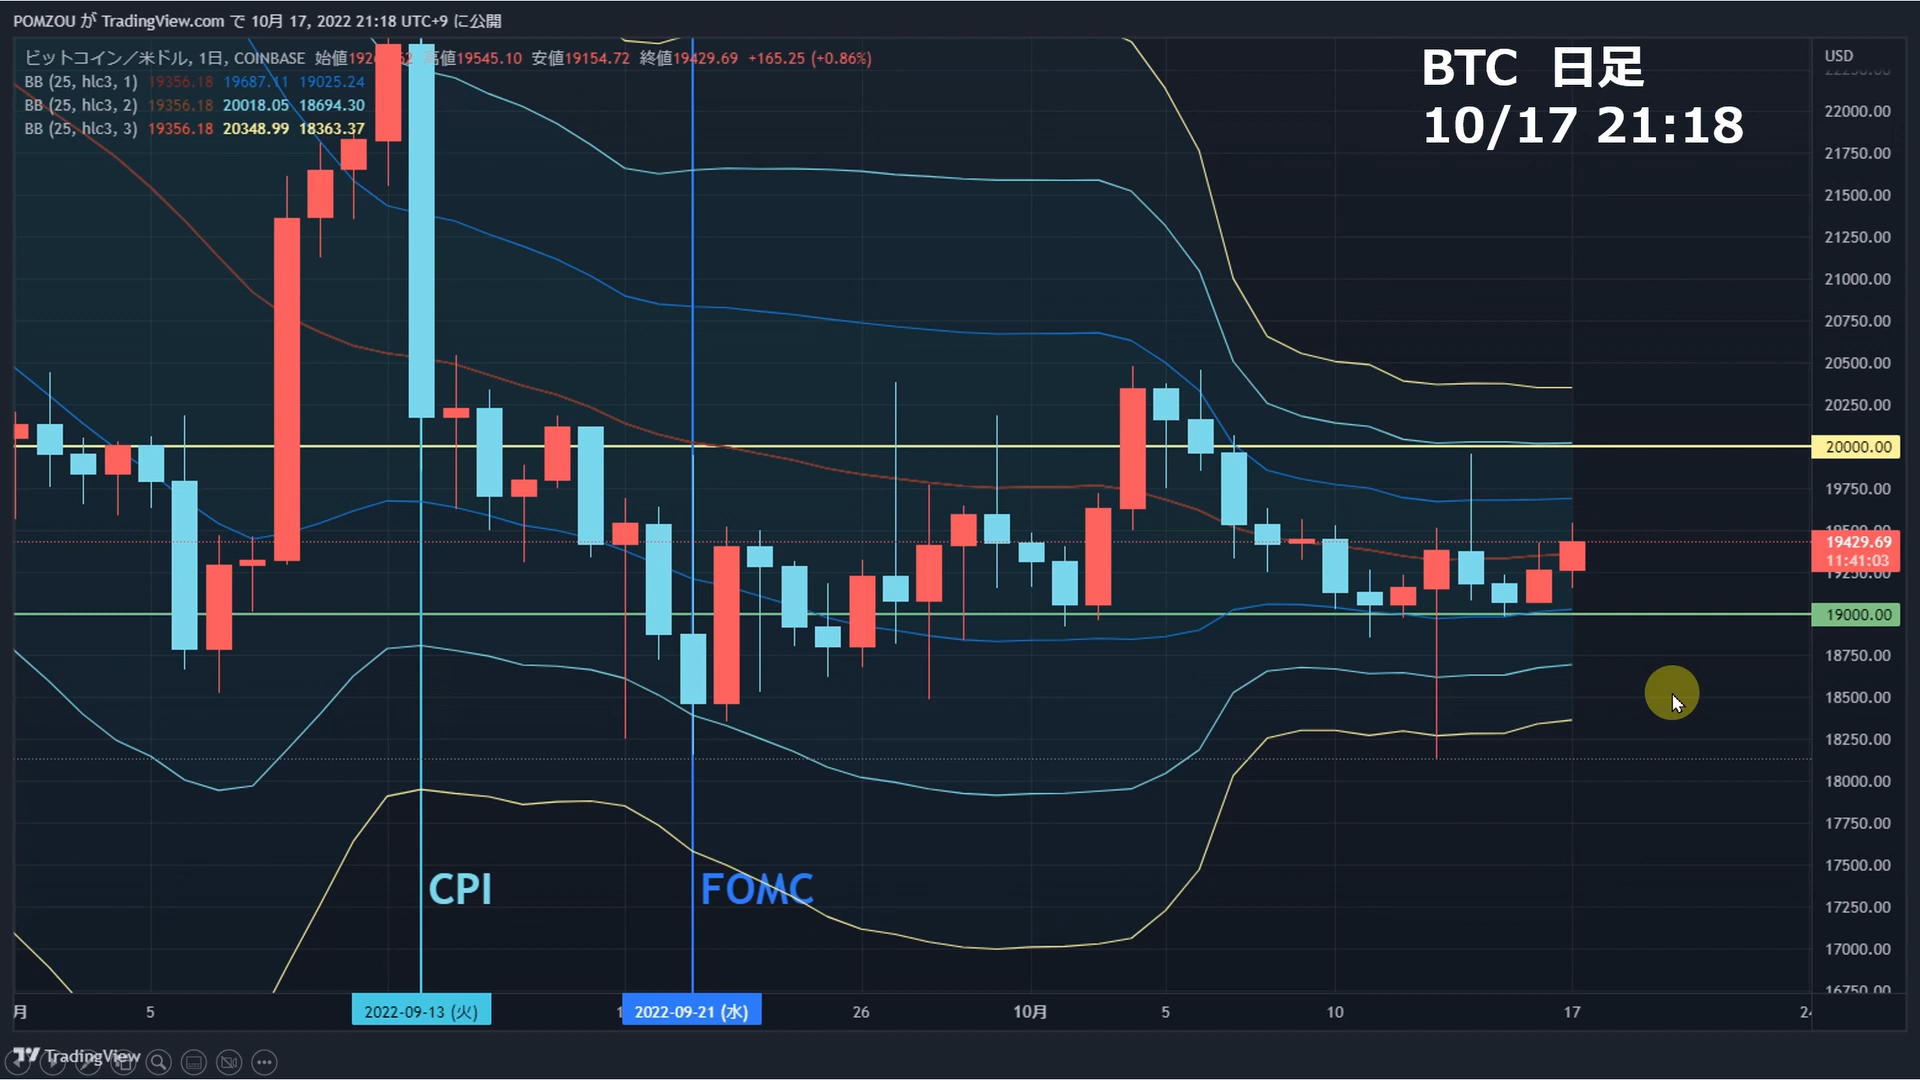 POMZOU が TradingView.com で 10月 17, 2022 21:18 UTC+9 に公開
ビットコイン／米ドル, 1日, COINBASE 始値 高値19545.10 安値19154.72 終値19429.69 +165.25 (+0.86%)
BB (25, hlc3, 1) 19356.18 19687.11 19025.24
BB (25, hlc3, 2) 19356.18 20018.05 18694.30
BB (25, hlc3, 3) 19356.18 20348.99 18363.37
BTC 日足
10/17 21:18
USD
22250.00
22000.00
21750.00
21500.00
21250.00
21000.00
20750.00
20500.00
20250.00
20000.00
19750.00
19500.00
19429.69
11:41:03
19250.00
19000.00
18750.00
18500.00
18250.00
18000.00
17750.00
17500.00
17250.00
17000.00
16750.00
CPI
FOMC
月 5 2022-09-13 (火) 2022-09-21 (水) 26 10月 5 10 17
TradingView